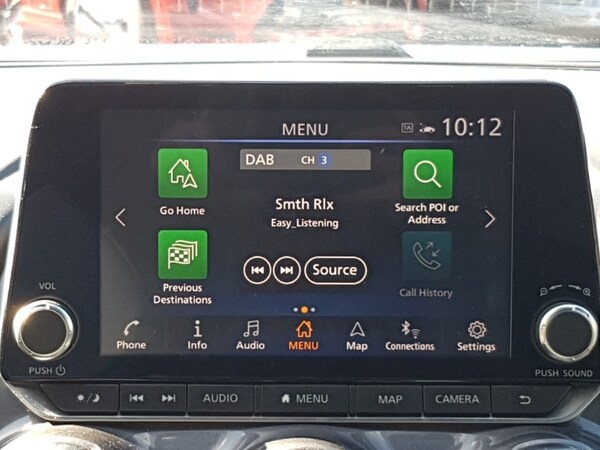 MENU
1A
10:12
DAB CH 3
Go Home
Smth Rlx
Easy_Listening
Search POI or
Address
Previous
Destinations
Source
Call History
Phone
Info
Audio
MENU
Map
Connections
Settings
VOL
PUSH
PUSH SOUND
AUDIO
MENU
MAP
CAMERA